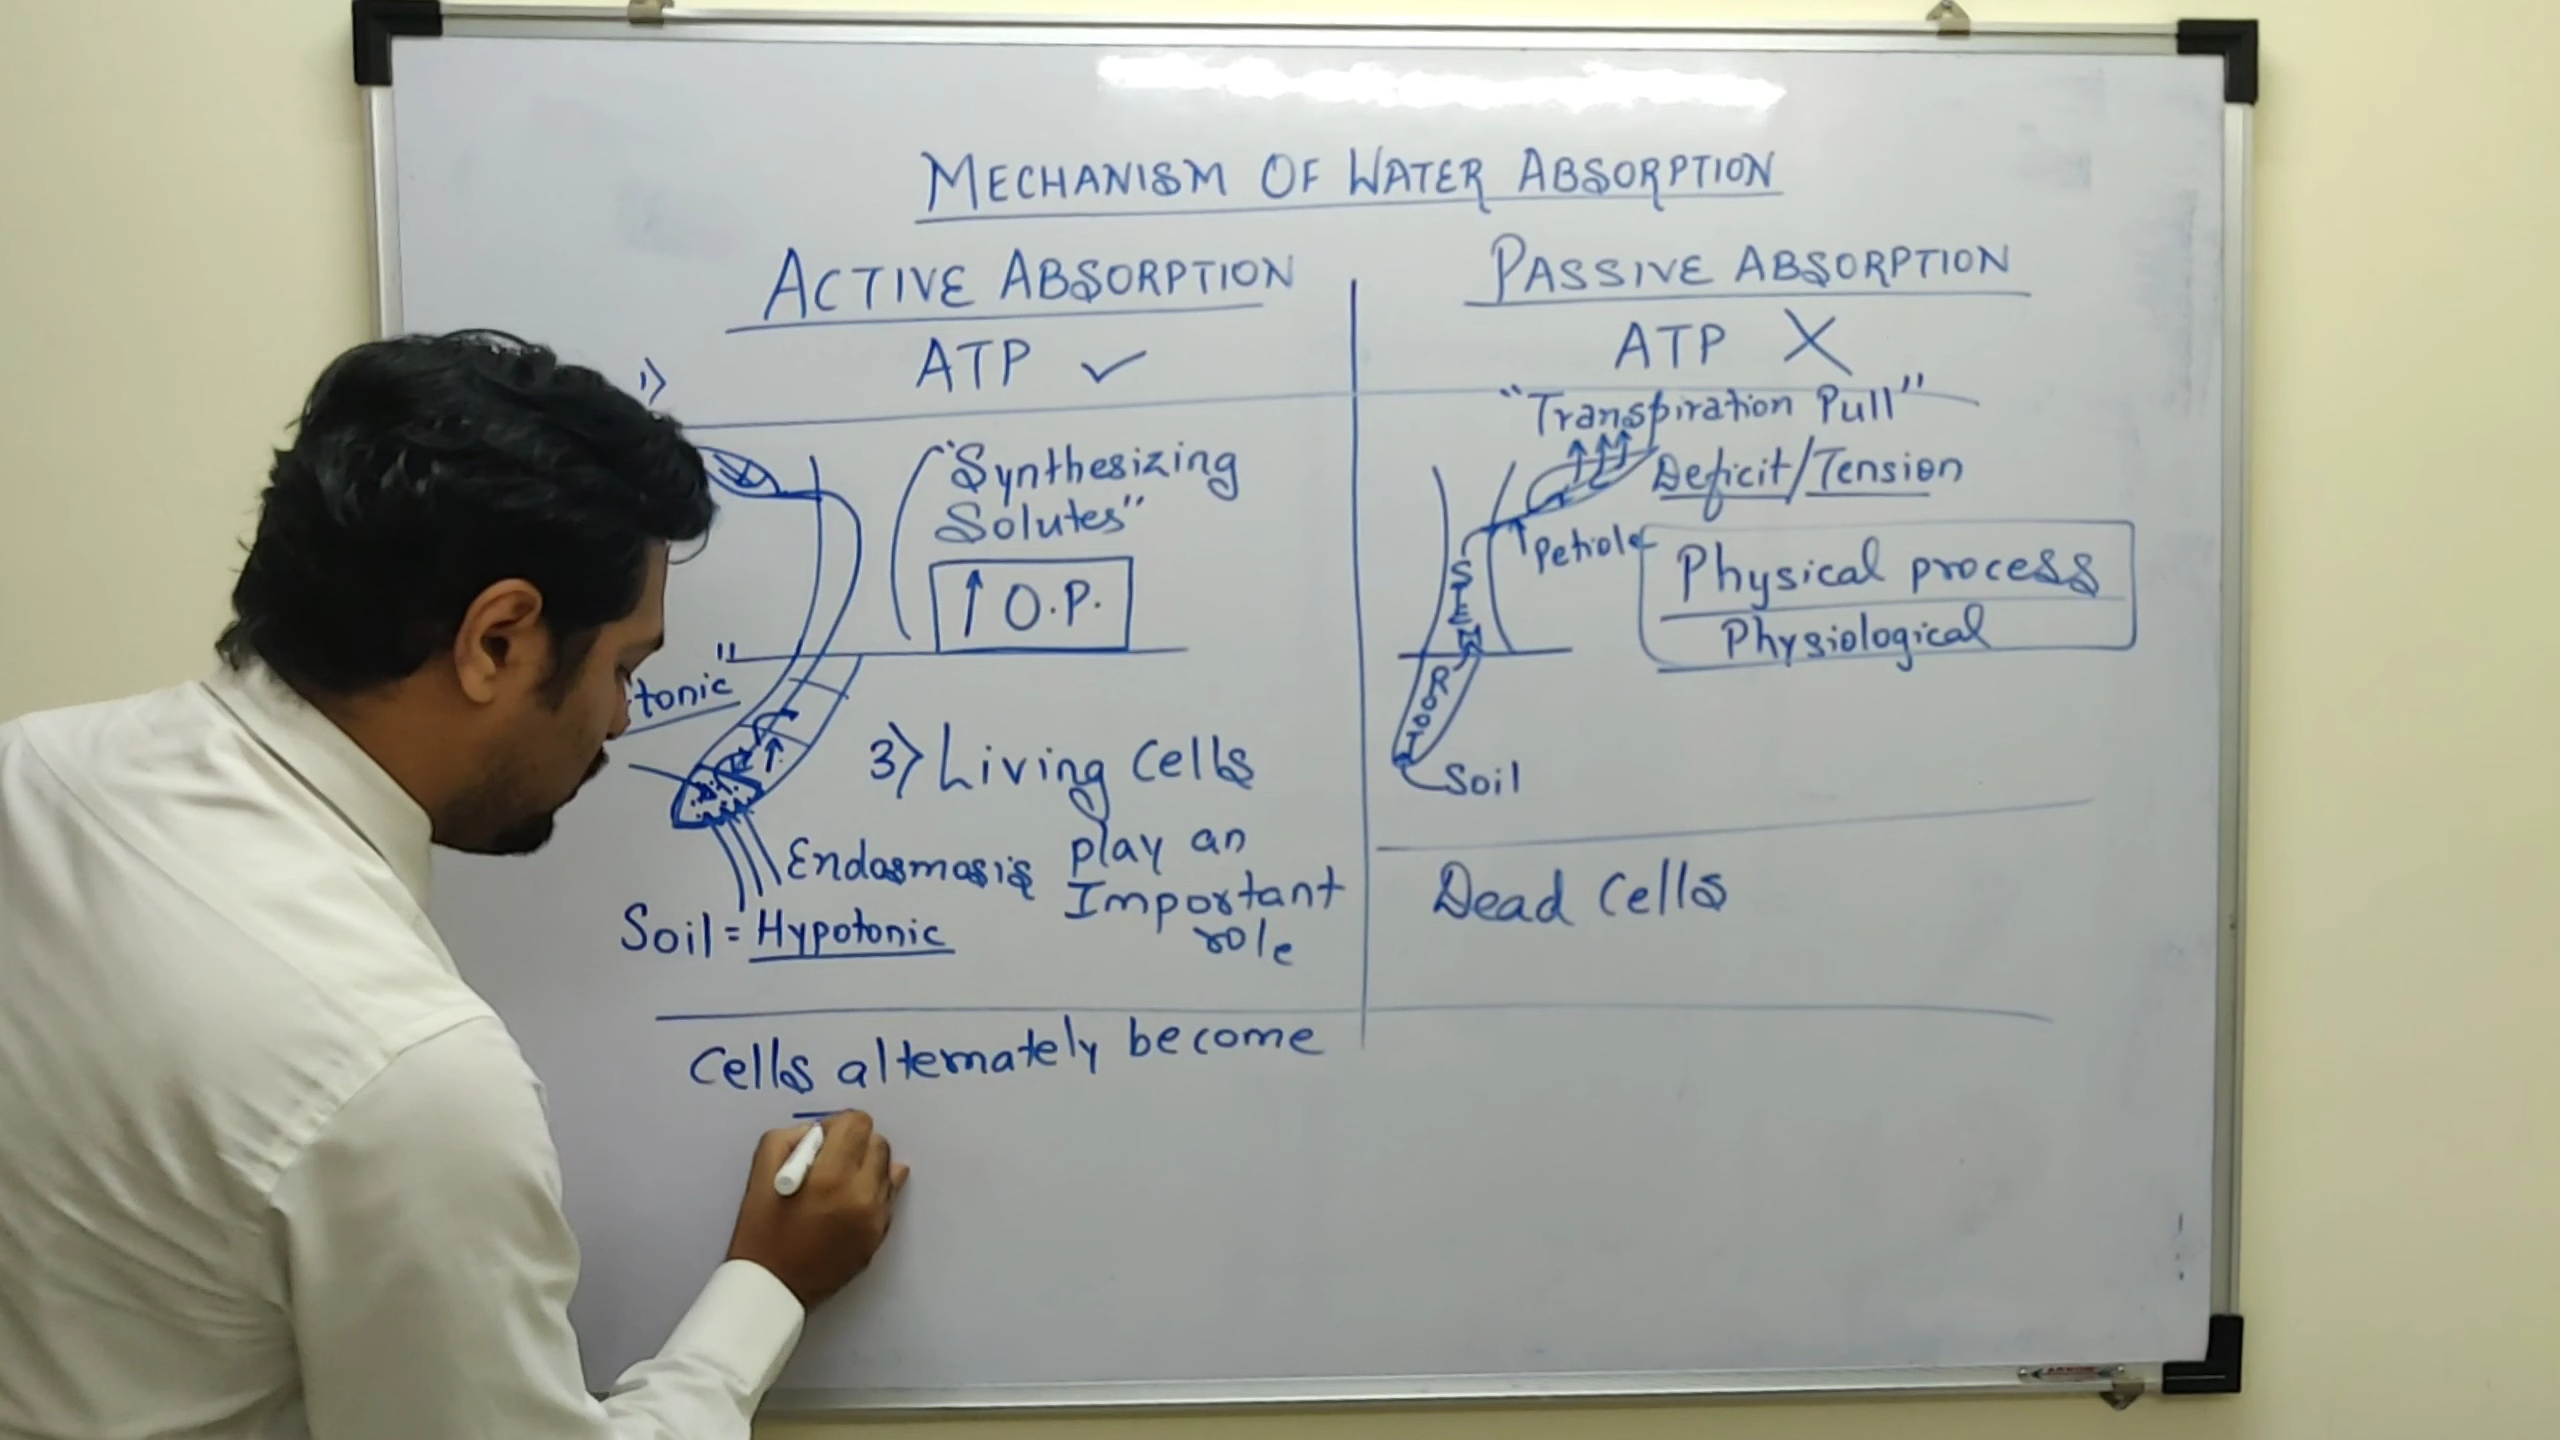 MECHANISM OF WATER ABSORPTION
ACTIVE ABSORPTION
ATP ✓
1)
"Synthesizing
Solutes"
↑ O.P.
"
tonic
3) Living Cells
play an
Important
role
Endosmosis
Soil = Hypotonic
Cells alternately become
PASSIVE ABSORPTION
ATP X
"Transpiration Pull"
Deficit/Tension
Petiole
Physical process
Physiological
STEM
ROOT
Soil
Dead Cells